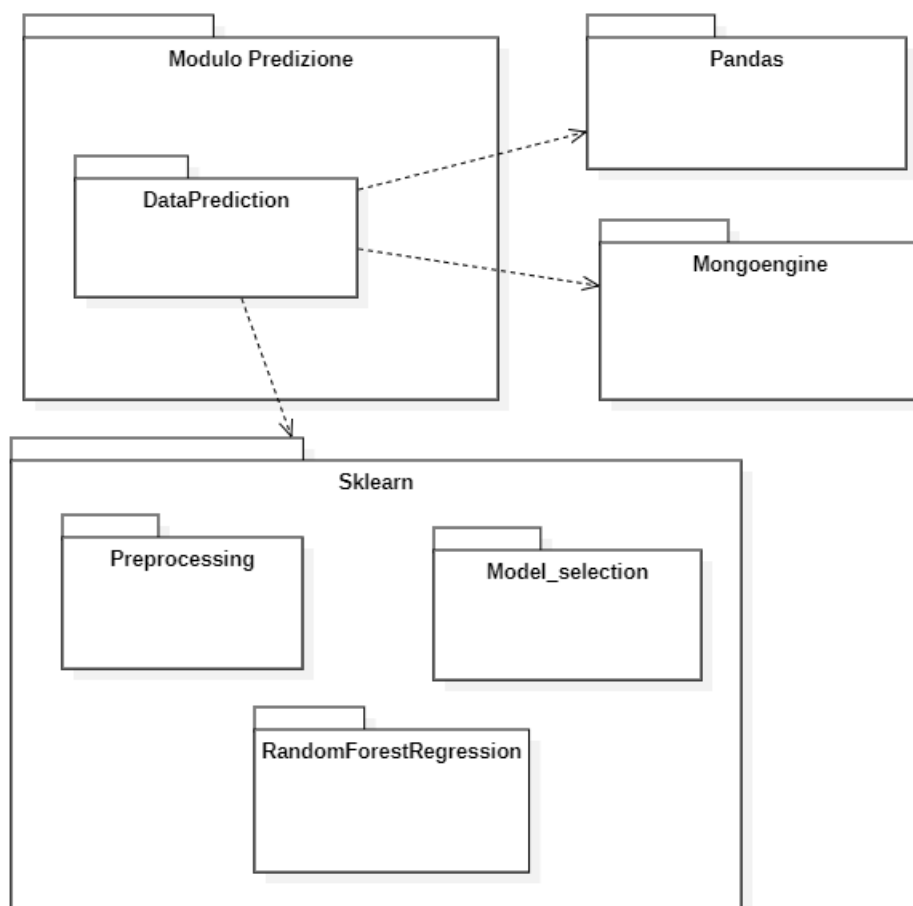 Modulo Predizione
Pandas
DataPrediction
Mongoengine
Sklearn
Preprocessing
Model_selection
RandomForestRegression